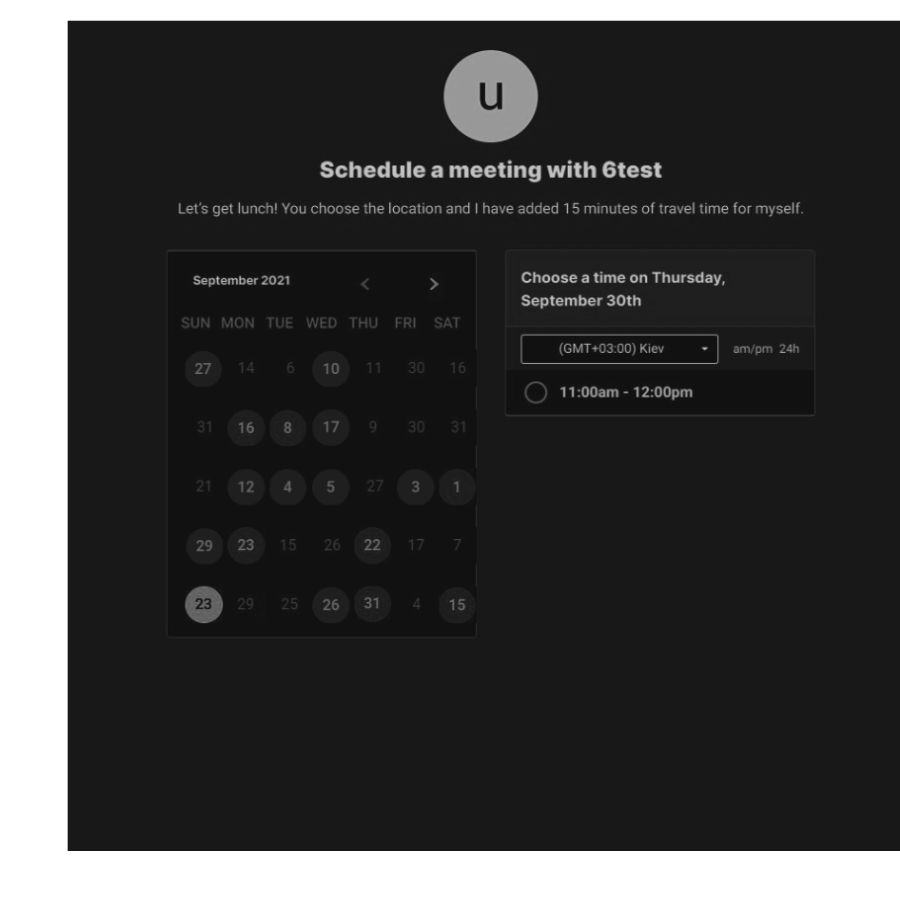 u
Schedule a meeting with 6test
Let's get lunch! You choose the location and I have added 15 minutes of travel time for myself.
September 2021 < >
SUN MON TUE WED THU FRI SAT
27 14 6 10 11 30 16
31 16 8 17 9 30 31
21 12 4 5 27 3 1
29 23 15 26 22 17 7
23 29 25 26 31 4 15
Choose a time on Thursday,
September 30th
(GMT+03:00) Kiev am/pm 24h
11:00am - 12:00pm